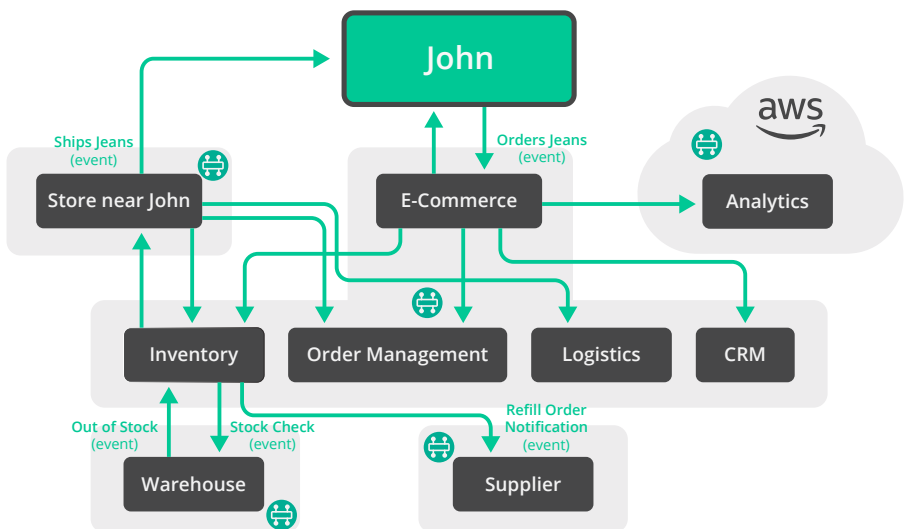 John
aws
Ships Jeans
(event)
Orders Jeans
(event)
Store near John
E-Commerce
Analytics
Inventory
Order Management
Logistics
CRM
Out of Stock
(event)
Stock Check
(event)
Refill Order
Notification
(event)
Warehouse
Supplier